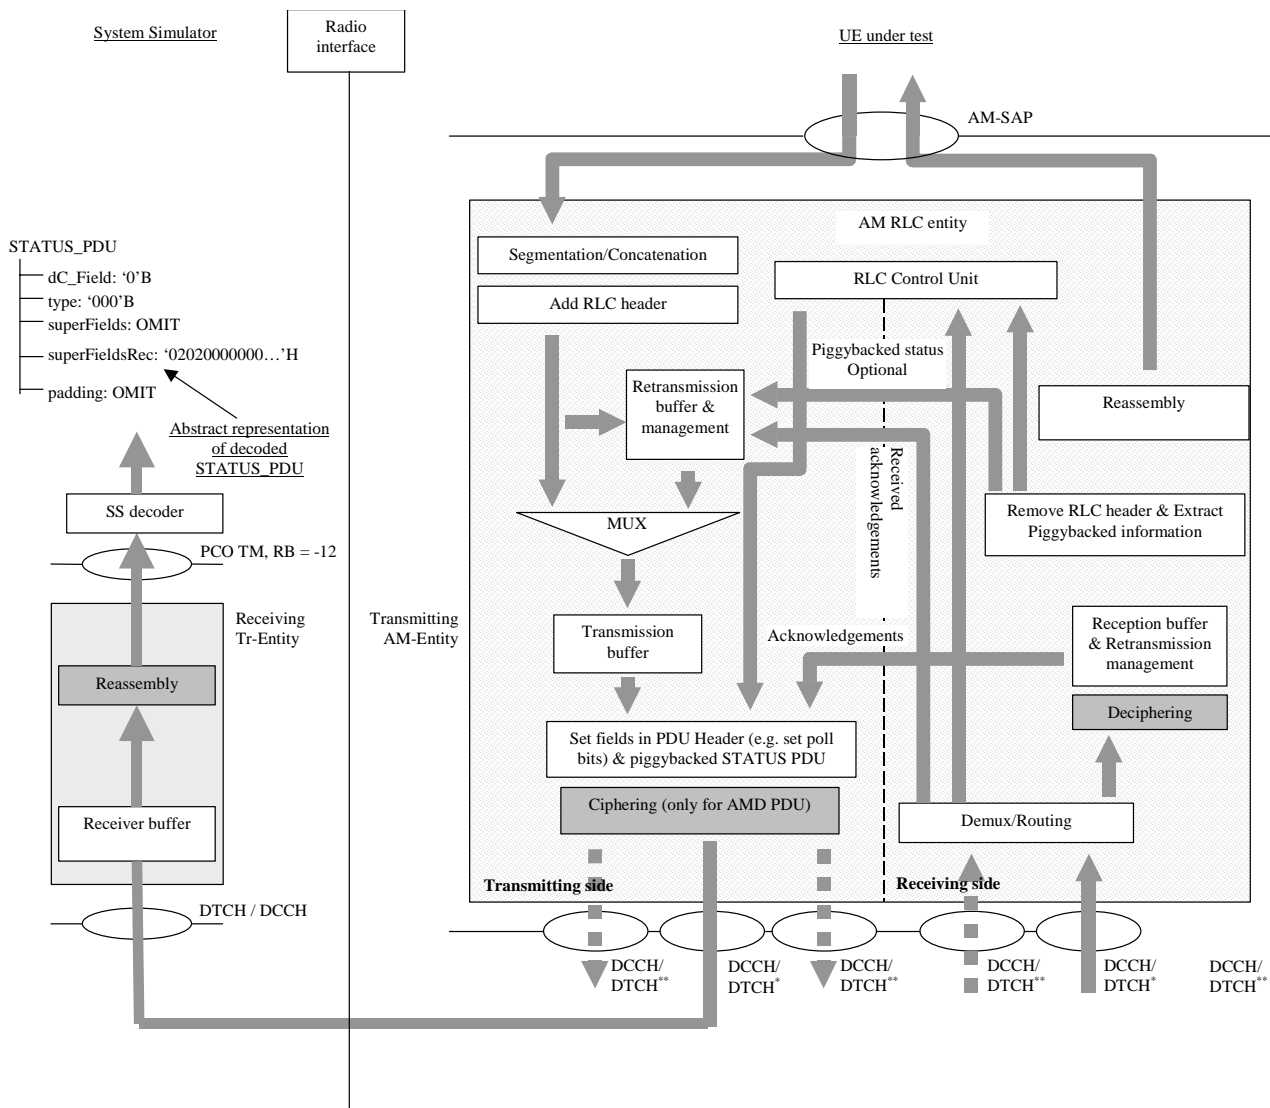 System Simulator
Radio
interface
UE under test
AM-SAP
AM RLC entity
Segmentation/Concatenation
Add RLC header
RLC Control Unit
STATUS_PDU
dC_Field: ‘0’B
type: ‘000’B
superFields: OMIT
superFieldsRec: ‘02020000000…’H
padding: OMIT
Abstract representation
of decoded
STATUS_PDU
Piggybacked status
Optional
Retransmission
buffer &
management
Reassembly
Received
acknowledgements
SS decoder
MUX
Remove RLC header & Extract
Piggybacked information
PCO TM, RB = -12
Receiving
Tr-Entity
Transmitting
AM-Entity
Transmission
buffer
Acknowledgements
Reception buffer
& Retransmission
management
Reassembly
Deciphering
Set fields in PDU Header (e.g. set poll
bits) & piggybacked STATUS PDU
Ciphering (only for AMD PDU)
Receiver buffer
Demux/Routing
Transmitting side
Receiving side
DTCH / DCCH
DCCH/
DTCH**
DCCH/
DTCH*
DCCH/
DTCH**
DCCH/
DTCH**
DCCH/
DTCH*
DCCH/
DTCH**